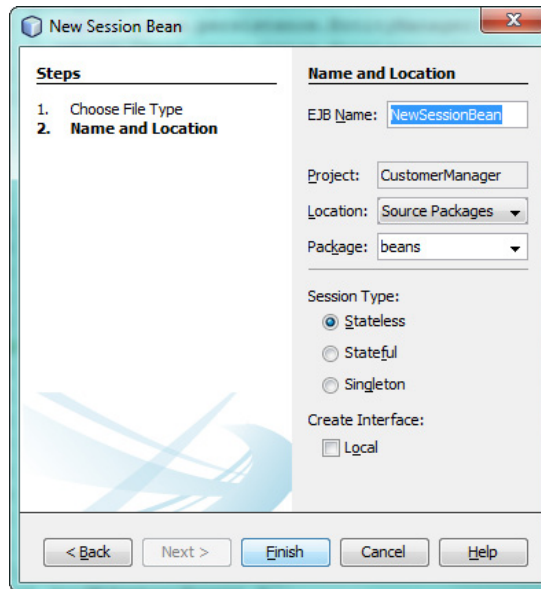 New Session Bean
Steps
1. Choose File Type
2. Name and Location
Name and Location
EJB Name: NewSessionBean
Project: CustomerManager
Location: Source Packages
Package: beans
Session Type:
Stateless
Stateful
Singleton
Create Interface:
Local
< Back Next > Finish Cancel Help